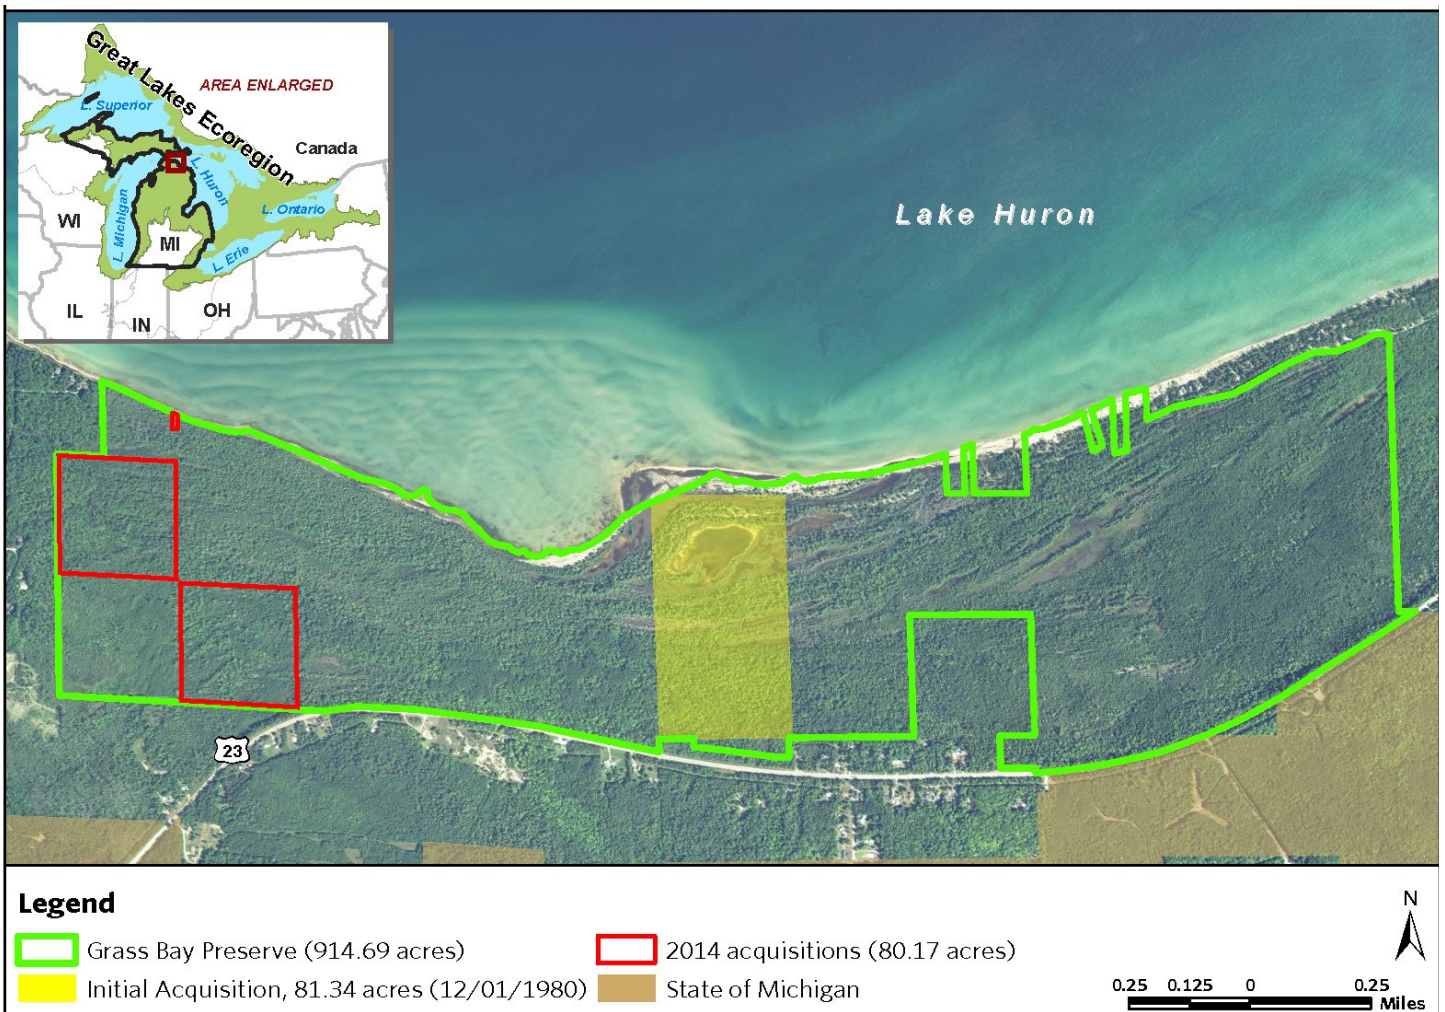 Great Lakes Ecoregion
AREA ENLARGED
L. Superior
Canada
L. Huron
L. Michigan
L. Ontario
WI
MI
L. Erie
IL
IN
OH
Lake Huron
23
Legend
Grass Bay Preserve (914.69 acres)
2014 acquisitions (80.17 acres)
Initial Acquisition, 81.34 acres (12/01/1980)
State of Michigan
N
0.25 0.125 0 0.25
Miles